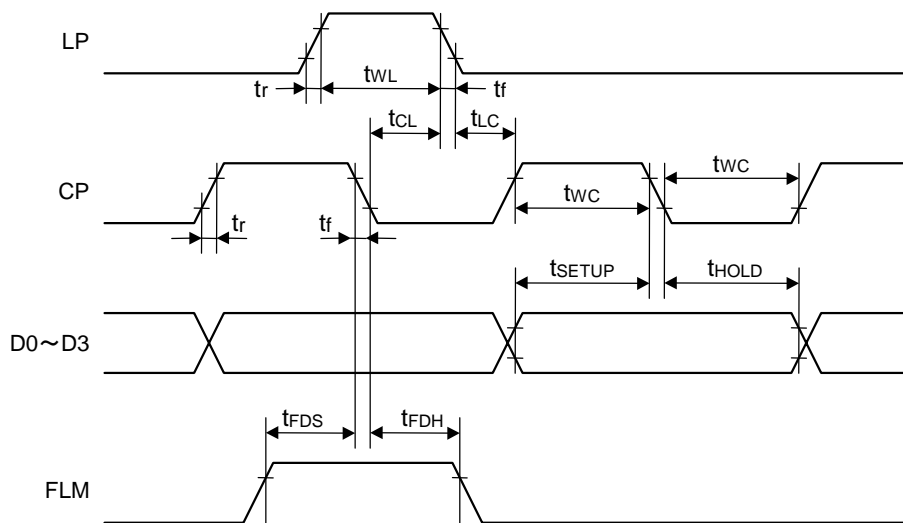 LP
tr
tWL
tf
tCL
tLC
CP
tr
tf
tWC
tWC
tSETUP
tHOLD
D0～D3
tFDS
tFDH
FLM